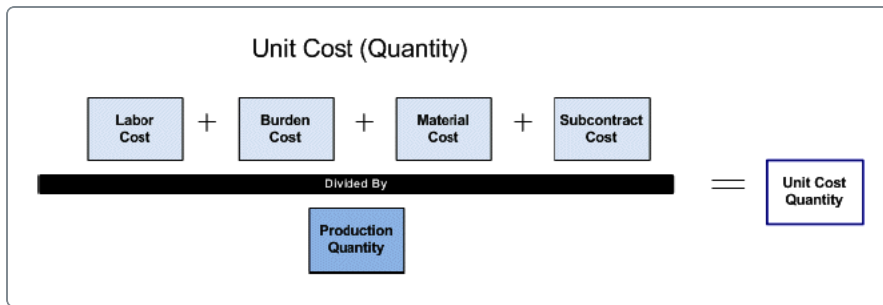 Unit Cost (Quantity)
Labor
Cost
+
Burden
Cost
+
Material
Cost
+
Subcontract
Cost
Divided By
=
Unit Cost
Quantity
Production
Quantity